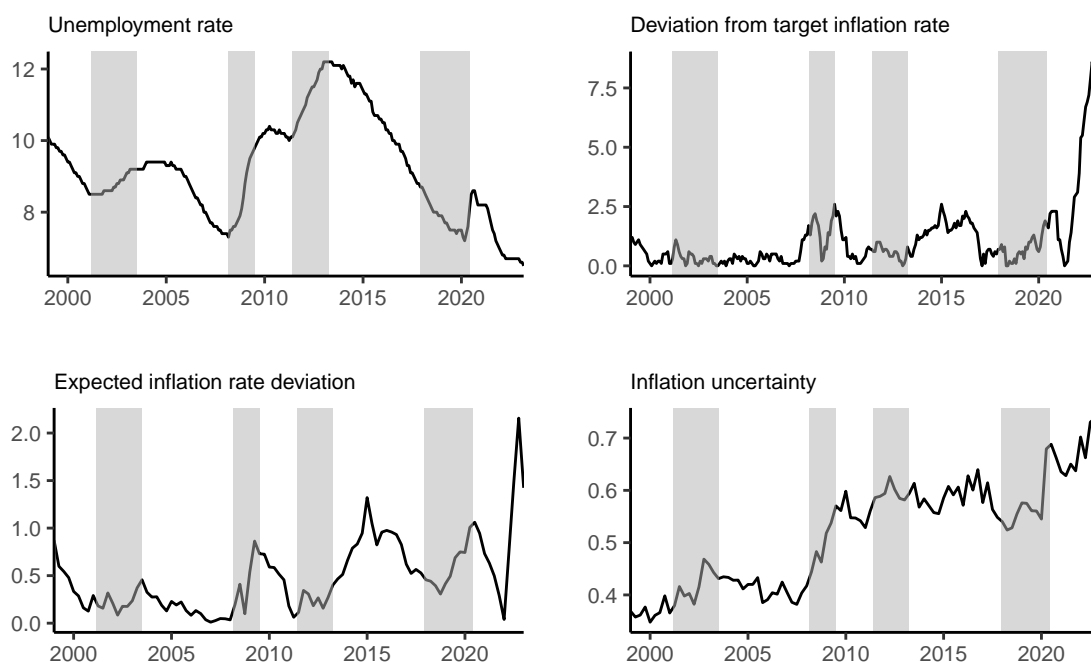 Unemployment rate
12
10
8
2000 2005 2010 2015 2020
Deviation from target inflation rate
7.5
5.0
2.5
0.0
2000 2005 2010 2015 2020
Expected inflation rate deviation
2.0
1.5
1.0
0.5
0.0
2000 2005 2010 2015 2020
Inflation uncertainty
0.7
0.6
0.5
0.4
2000 2005 2010 2015 2020